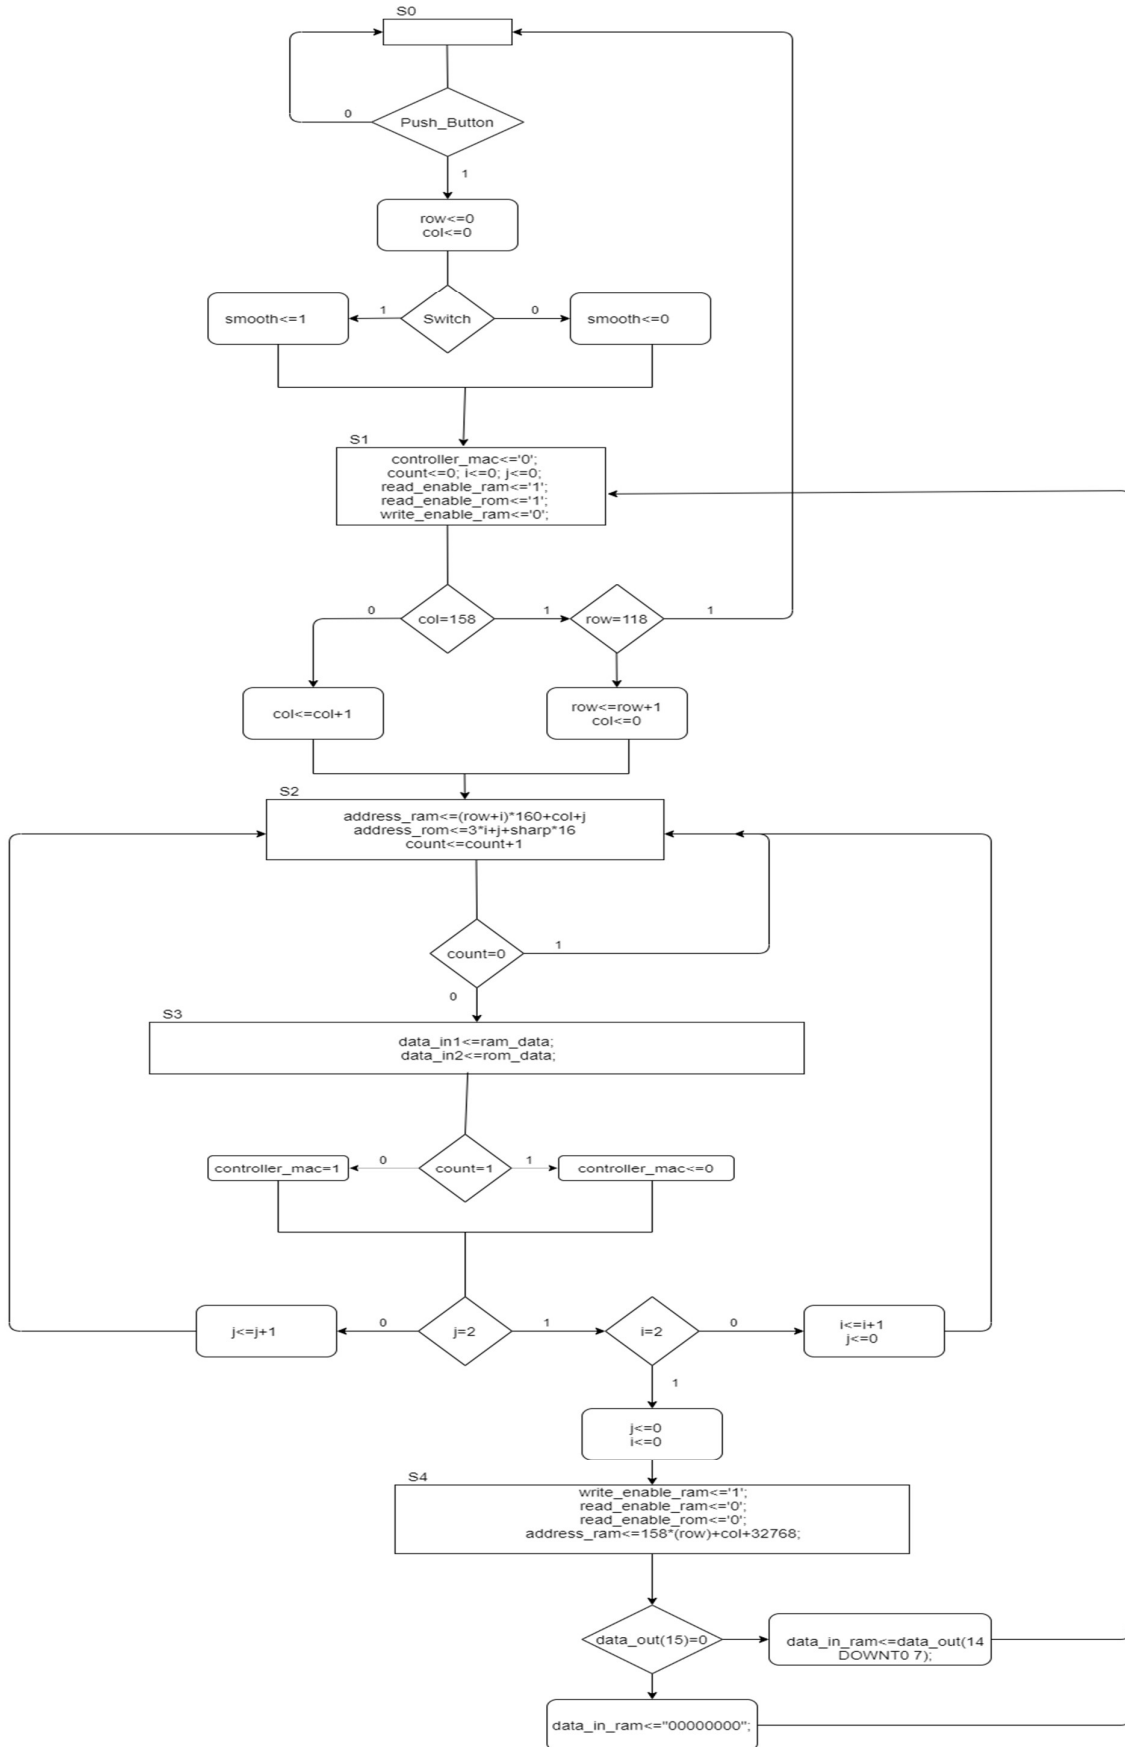 S0
0
Push_Button
1
row<=0
col<=0
smooth<=1
1
Switch
0
smooth<=0
S1
controller_mac<='0';
count<=0; i<=0; j<=0;
read_enable_ram<='1';
read_enable_rom<='1';
write_enable_ram<='0';
0
col=158
1
row=118
1
col<=col+1
row<=row+1
col<=0
S2
address_ram<=(row+i)*160+col+j
address_rom<=3*i+j+sharp*16
count<=count+1
count=0
1
0
S3
data_in1<=ram_data;
data_in2<=rom_data;
controller_mac=1
0
count=1
1
controller_mac<=0
j<=j+1
0
j=2
1
i=2
0
i<=i+1
j<=0
1
j<=0
i<=0
S4
write_enable_ram<='1';
read_enable_ram<='0';
read_enable_rom<='0';
address_ram<=158*(row)+col+32768;
data_out(15)=0
data_in_ram<=data_out(14
DOWNT0 7);
data_in_ram<="00000000";